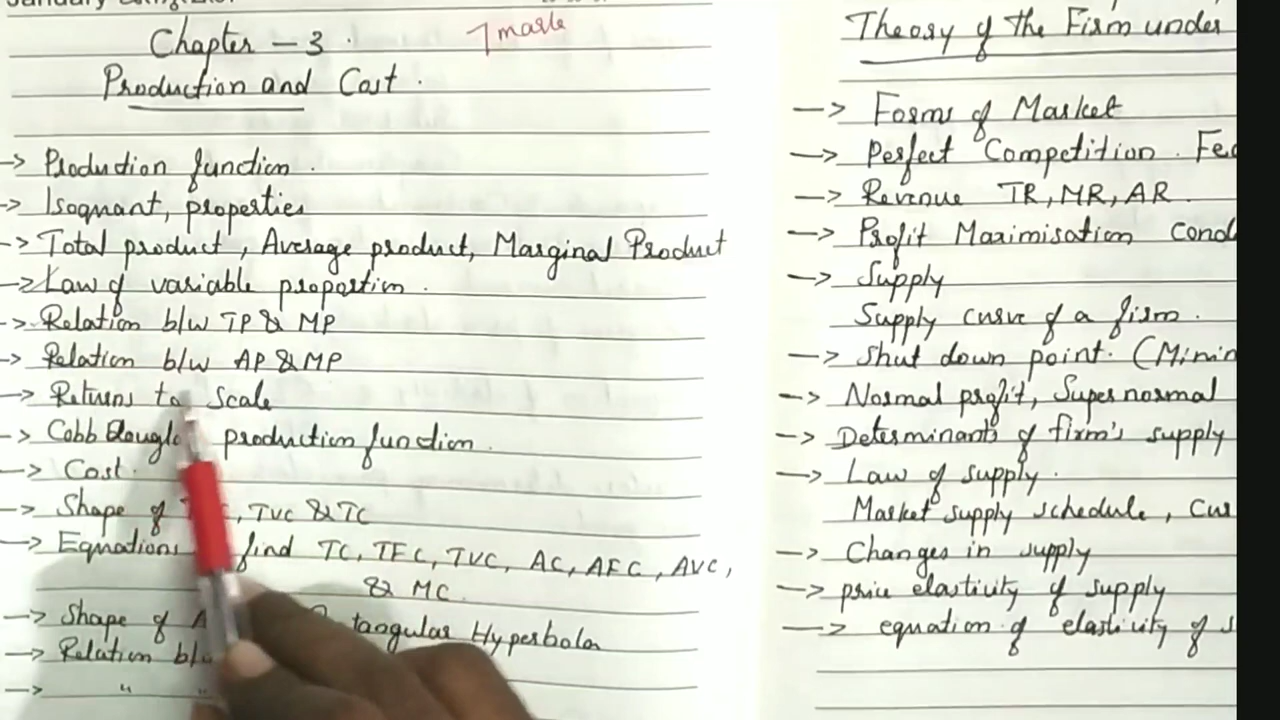 Chapter - 3.
7 mark
Production and Cost.
-> Production function.
-> Isoquant, properties
-> Total product, Average product, Marginal Product
-> Law of variable proportion.
-> Relation b/w TP & MP
-> Relation b/w AP & MP
-> Returns to Scale
-> Cobb production function.
-> Cost.
-> Shape of , TVC & TC
-> Equations find TC, TFC, TVC, AC, AFC, AVC,
& MC.
-> Shape of Hyperbola
-> Relation b/w
-> " "
Theory of the Firm under
-> Forms of Market
-> Perfect Competition.
-> Revenue TR, MR, AR.
-> Profit Maximisation
-> Supply
Supply curve of a firm.
-> Shut down point.
-> Normal profit, Supernormal
-> Determinants of firm's supply
-> Law of supply.
Market supply schedule,
-> Changes in supply
-> price elasticity of supply
-> equation of elasticity of